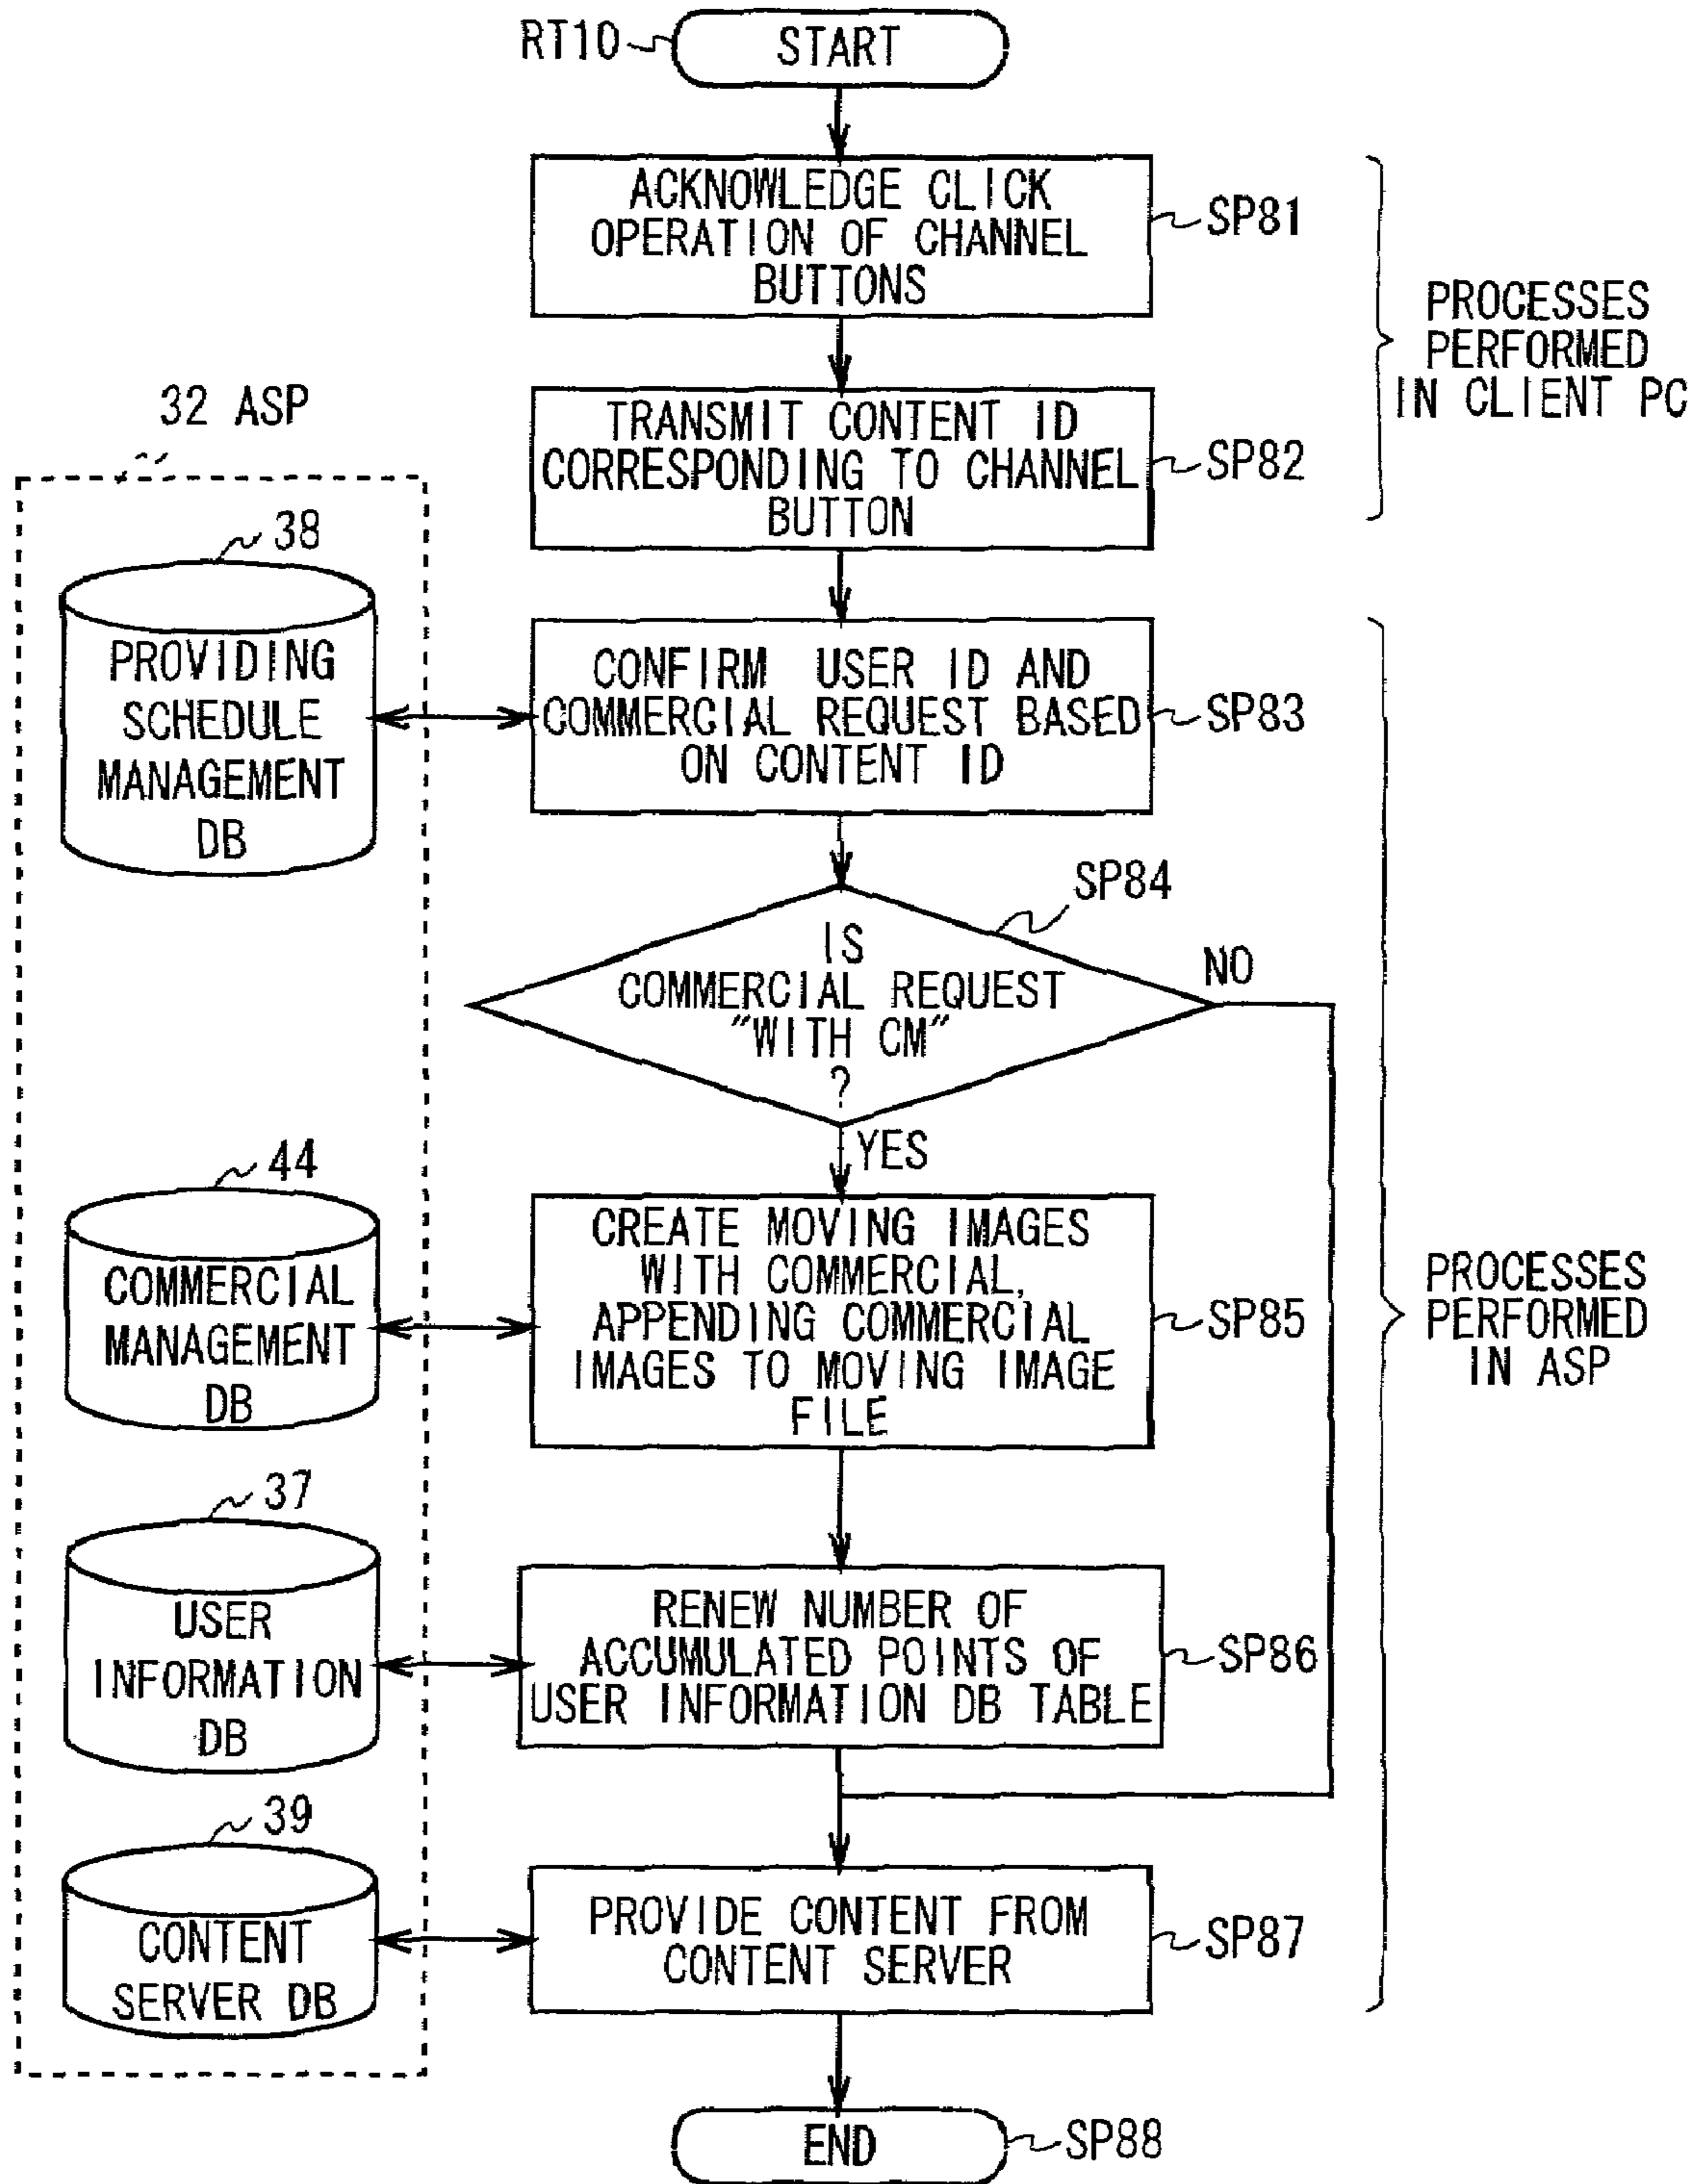 RT10
START
ACKNOWLEDGE CLICK
OPERATION OF CHANNEL
BUTTONS
SP81
PROCESSES
PERFORMED
IN CLIENT PC
TRANSMIT CONTENT ID
CORRESPONDING TO CHANNEL
BUTTON
SP82
32 ASP
38
PROVIDING
SCHEDULE
MANAGEMENT
DB
CONFIRM USER ID AND
COMMERCIAL REQUEST BASED
ON CONTENT ID
SP83
SP84
IS
COMMERCIAL REQUEST
"WITH CM"
?
NO
YES
44
COMMERCIAL
MANAGEMENT
DB
CREATE MOVING IMAGES
WITH COMMERCIAL,
APPENDING COMMERCIAL
IMAGES TO MOVING IMAGE
FILE
SP85
PROCESSES
PERFORMED
IN ASP
37
USER
INFORMATION
DB
RENEW NUMBER OF
ACCUMULATED POINTS OF
USER INFORMATION DB TABLE
SP86
39
CONTENT
SERVER DB
PROVIDE CONTENT FROM
CONTENT SERVER
SP87
END
SP88